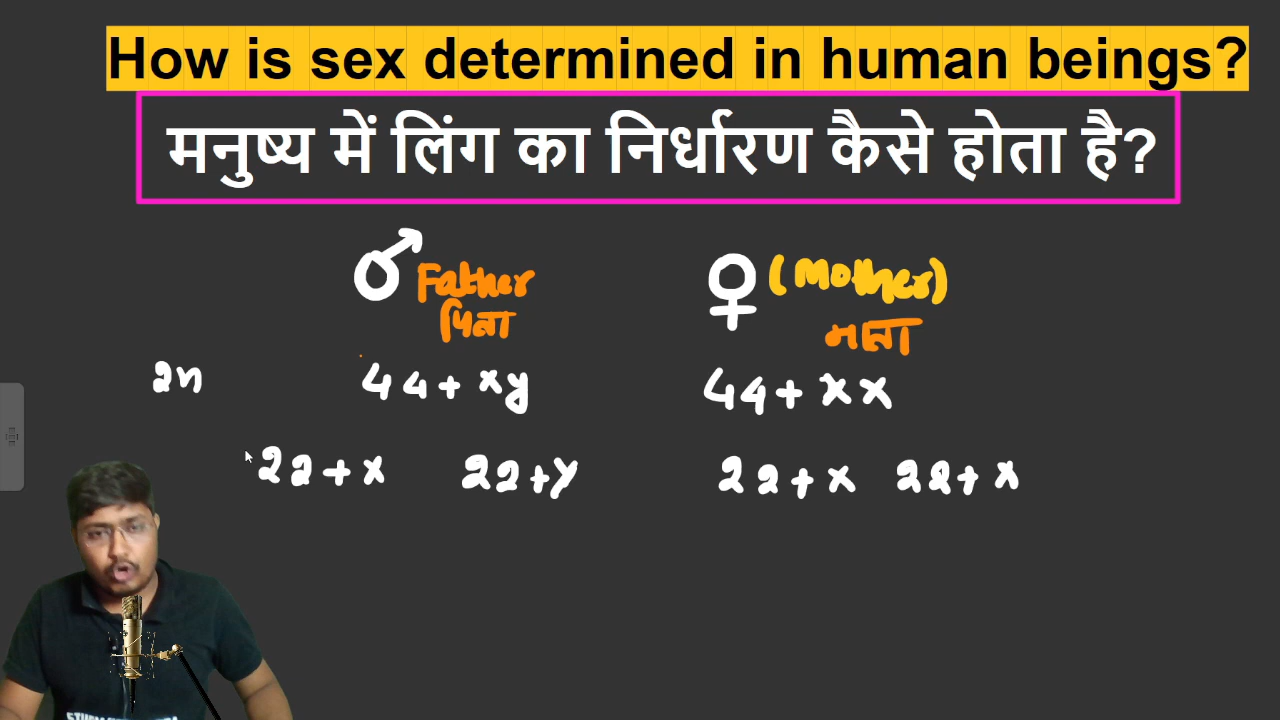 How is sex determined in human beings?
मनुष्य में लिंग का निर्धारण कैसे होता है?
Father (Mother)
पिता माता
2n 44+xy 44+xx
22+x 22+y 22+x 22+x